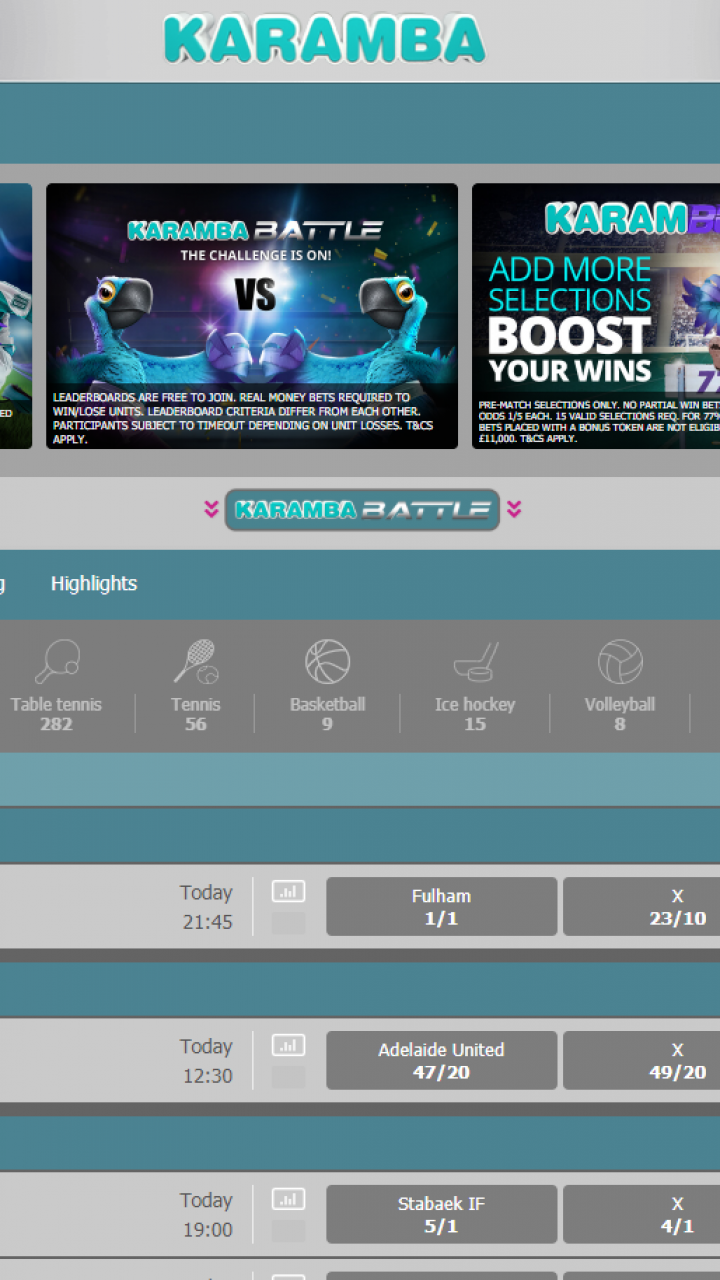 KARAMBA
KARAMBA BATTLE
THE CHALLENGE IS ON!
VS
LEADERBOARDS ARE FREE TO JOIN. REAL MONEY BETS REQUIRED TO
WIN/LOSE UNITS. LEADERBOARD CRITERIA DIFFER FROM EACH OTHER.
PARTICIPANTS SUBJECT TO TIMEOUT DEPENDING ON UNIT LOSSES. T&CS
APPLY.
ED
KARAMB
ADD MORE
SELECTIONS
BOOST
YOUR WINS
7
PRE-MATCH SELECTIONS ONLY. NO PARTIAL WIN BET
ODDS 1/5 EACH. 15 VALID SELECTIONS REQ. FOR 77%
BETS PLACED WITH A BONUS TOKEN ARE NOT ELIGIB
£11,000. T&CS APPLY.
KARAMBA BATTLE
g Highlights
Table tennis
282
Tennis
56
Basketball
9
Ice hockey
15
Volleyball
8
Today
21:45
Fulham
1/1
X
23/10
Today
12:30
Adelaide United
47/20
X
49/20
Today
19:00
Stabaek IF
5/1
X
4/1